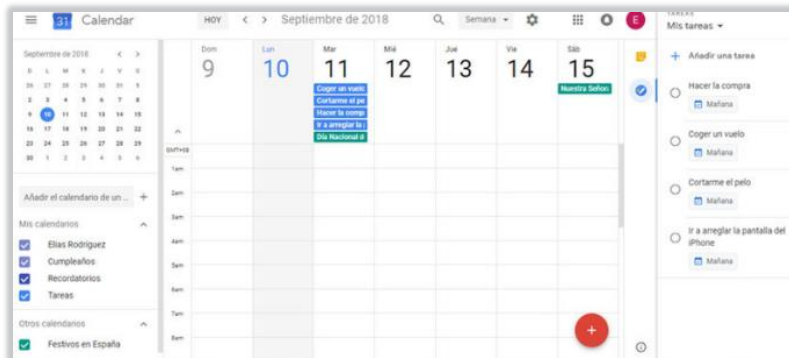 31 Calendar
HOY < > Septiembre de 2018
Semana
E
TAREAS
Mis tareas
Septiembre de 2018 < >
D L M X J V S
26 27 28 29 30 31 1
2 3 4 5 6 7 8
9 10 11 12 13 14 15
16 17 18 19 20 21 22
23 24 25 26 27 28 29
30 1 2 3 4 5 6
Añadir el calendario de un ... +
Mis calendarios
Elías Rodríguez
Cumpleaños
Recordatorios
Tareas
Otros calendarios
Festivos en España
Dom Lun Mar Mié Jue Vie Sáb
9 10 11 12 13 14 15
Coger un vuelo
Cortarme el pe
Hacer la comp
Ir a arreglar la
Día Nacional d
Nuestra Señor
1am
2am
3am
4am
5am
6am
7am
8am
+
+ Añadir una tarea
Hacer la compra
Mañana
Coger un vuelo
Mañana
Cortarme el pelo
Mañana
Ir a arreglar la pantalla del
iPhone
Mañana